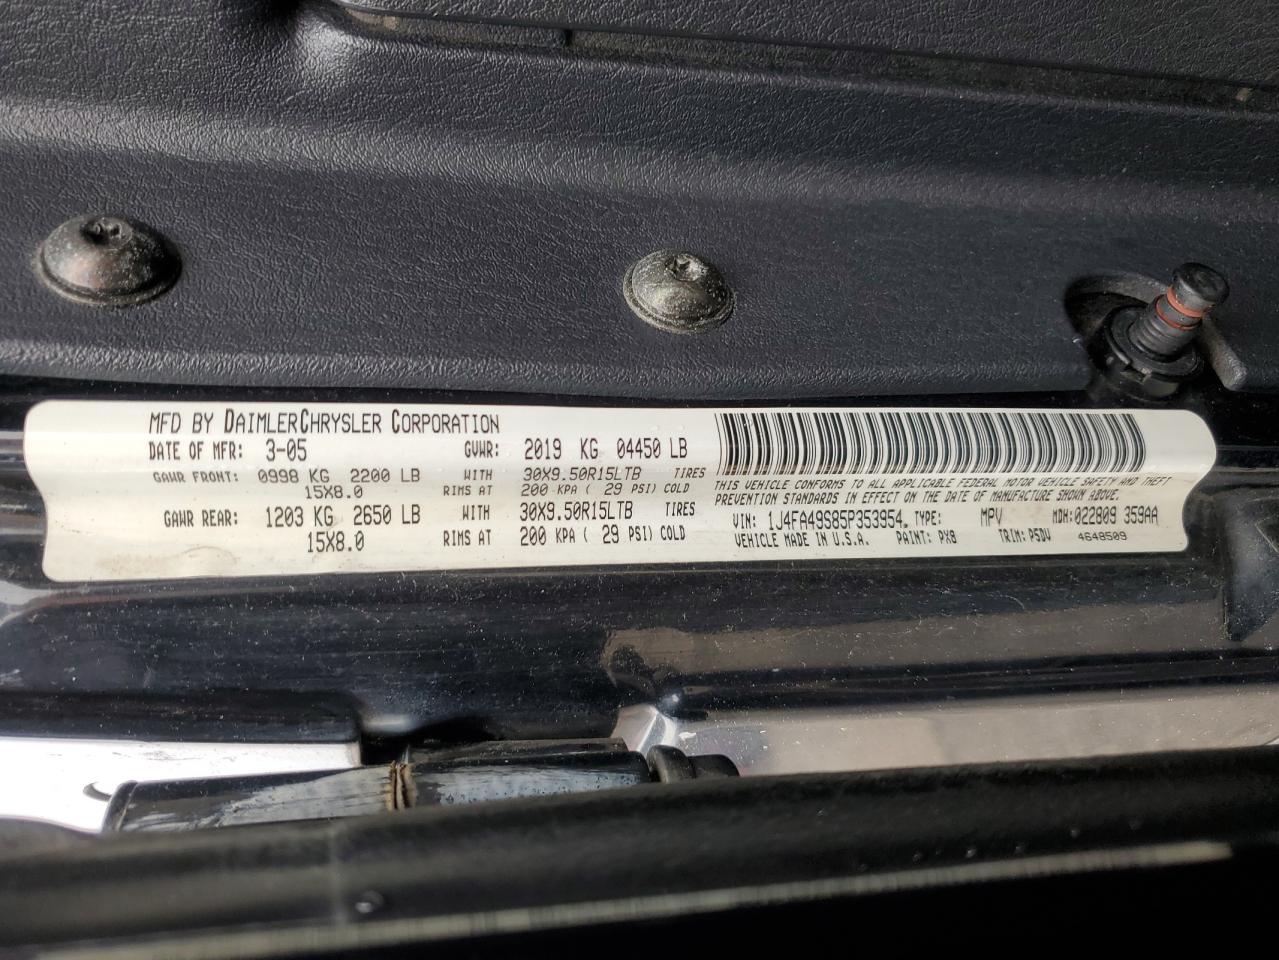 MFD BY DAIMLERCHRYSLER CORPORATION
DATE OF MFR: 3-05 GVWR: 2019 KG 04450 LB
GAWR FRONT: 0998 KG 2200 LB WITH 30X9.50R15LTB TIRES
15X8.0 RIMS AT 200 KPA ( 29 PSI) COLD
GAWR REAR: 1203 KG 2650 LB WITH 30X9.50R15LTB TIRES
15X8.0 RIMS AT 200 KPA ( 29 PSI) COLD
THIS VEHICLE CONFORMS TO ALL APPLICABLE FEDERAL MOTOR VEHICLE SAFETY AND THEFT
PREVENTION STANDARDS IN EFFECT ON THE DATE OF MANUFACTURE SHOWN ABOVE.
VIN: 1J4FA49S85P353954 TYPE: MPV MDH:022809 359AA
VEHICLE MADE IN U.S.A. PAINT: PX8 TRIM: P5DV 4648509